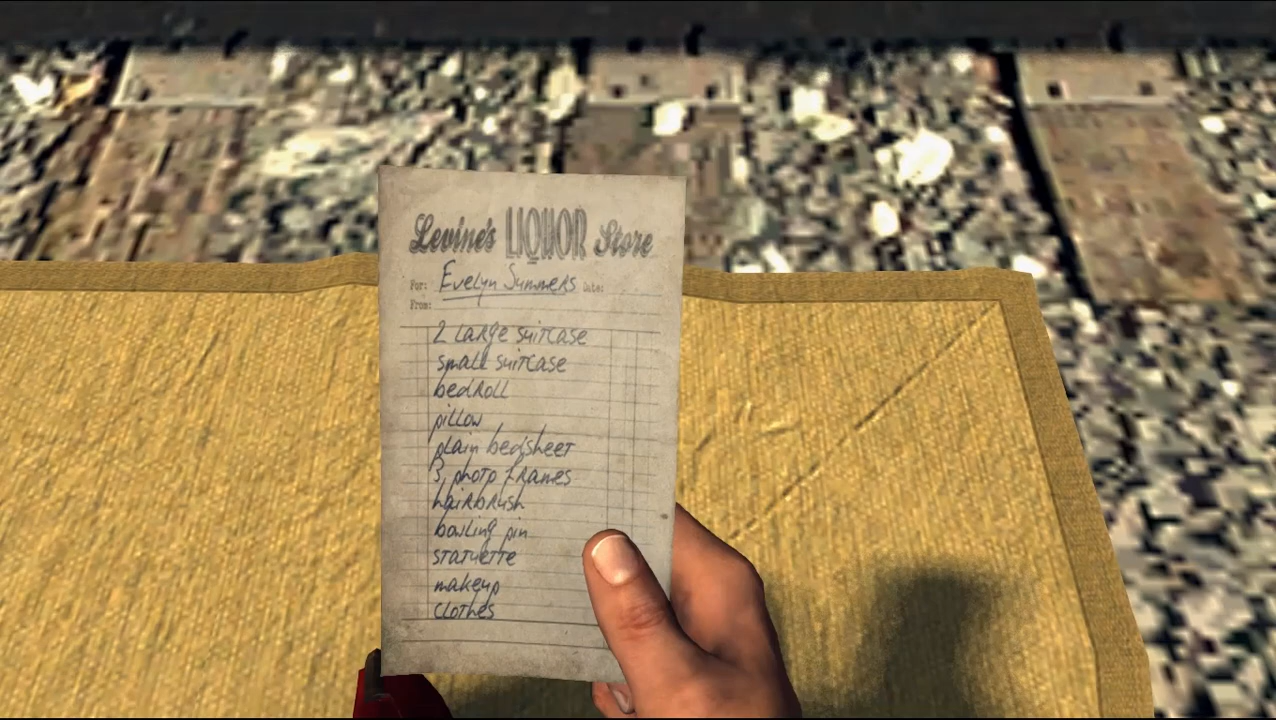 Levine's LIQUOR Store
For: Evelyn Summers Date:
From:
2 large suitcase
small suitcase
bedroll
pillow
plain bedsheet
3 photo frames
hairbrush
bowling pin
statuette
makeup
clothes